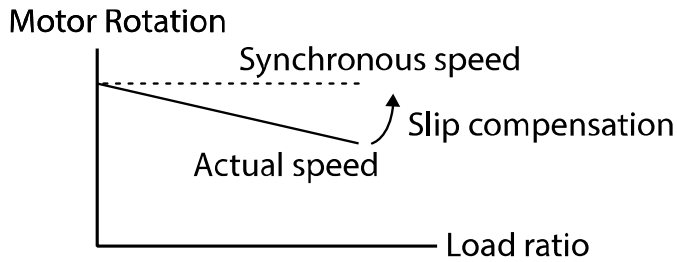 Motor Rotation
Synchronous speed
Slip compensation
Actual speed
Load ratio